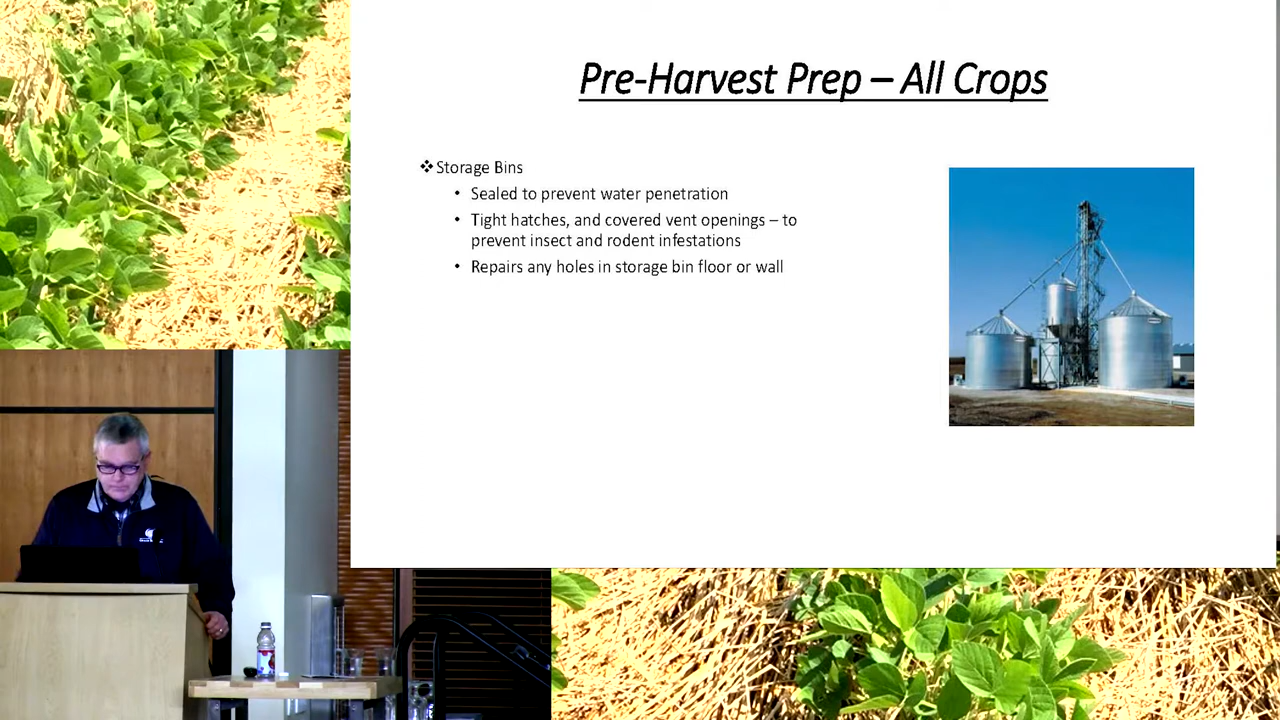 Pre-Harvest Prep – All Crops
❖Storage Bins
• Sealed to prevent water penetration
• Tight hatches, and covered vent openings – to
prevent insect and rodent infestations
• Repairs any holes in storage bin floor or wall